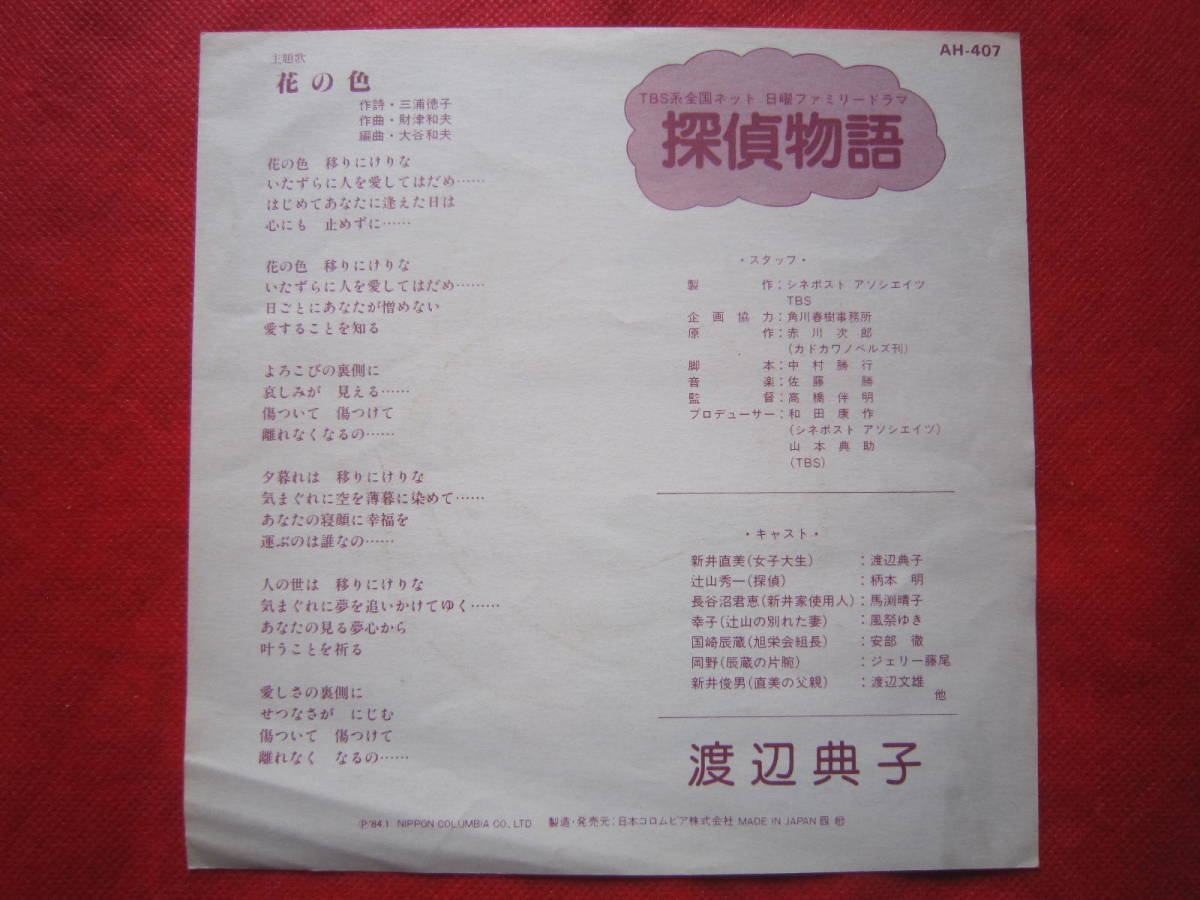 主題歌
花の色
作詩・三浦徳子
作曲・財津和夫
編曲・大谷和夫
花の色 移りにけりな
いたずらに人を愛してはだめ……
はじめてあなたに逢えた日は
心にも 止めずに……
花の色 移りにけりな
いたずらに人を愛してはだめ……
日ごとにあなたが憎めない
愛することを知る
よろこびの裏側に
哀しみが 見える……
傷ついて 傷つけて
離れなくなるの……
夕暮れは 移りにけりな
気まぐれに空を薄暮に染めて……
あなたの寝顔に幸福を
運ぶのは誰なの……
人の世は 移りにけりな
気まぐれに夢を追いかけてゆく……
あなたの見る夢心から
叶うことを祈る
愛しさの裏側に
せつなさが にじむ
傷ついて 傷つけて
離れなく なるの……
AH-407
TBS系全国ネット 日曜ファミリードラマ
探偵物語
・スタッフ・
製作：シネポスト アソシエイツ
TBS
企画協力：角川春樹事務所
原作：赤川次郎
(カドカワノベルズ刊)
脚本：中村勝行
音楽：佐藤勝
監督：高橋伴明
プロデューサー：和田康作
(シネポスト アソシエイツ)
山本典助
(TBS)
・キャスト・
新井直美(女子大生)：渡辺典子
辻山秀一(探偵)：柄本 明
長谷沼君恵(新井家使用人)：馬渕晴子
幸子(辻山の別れた妻)：風祭ゆき
国崎辰蔵(旭栄会組長)：安部 徹
岡野(辰蔵の片腕)：ジェリー藤尾
新井俊男(直美の父親)：渡辺文雄
他
渡辺典子
(P)'84.1 NIPPON COLUMBIA CO., LTD. 製造・発売元：日本コロムビア株式会社 MADE IN JAPAN